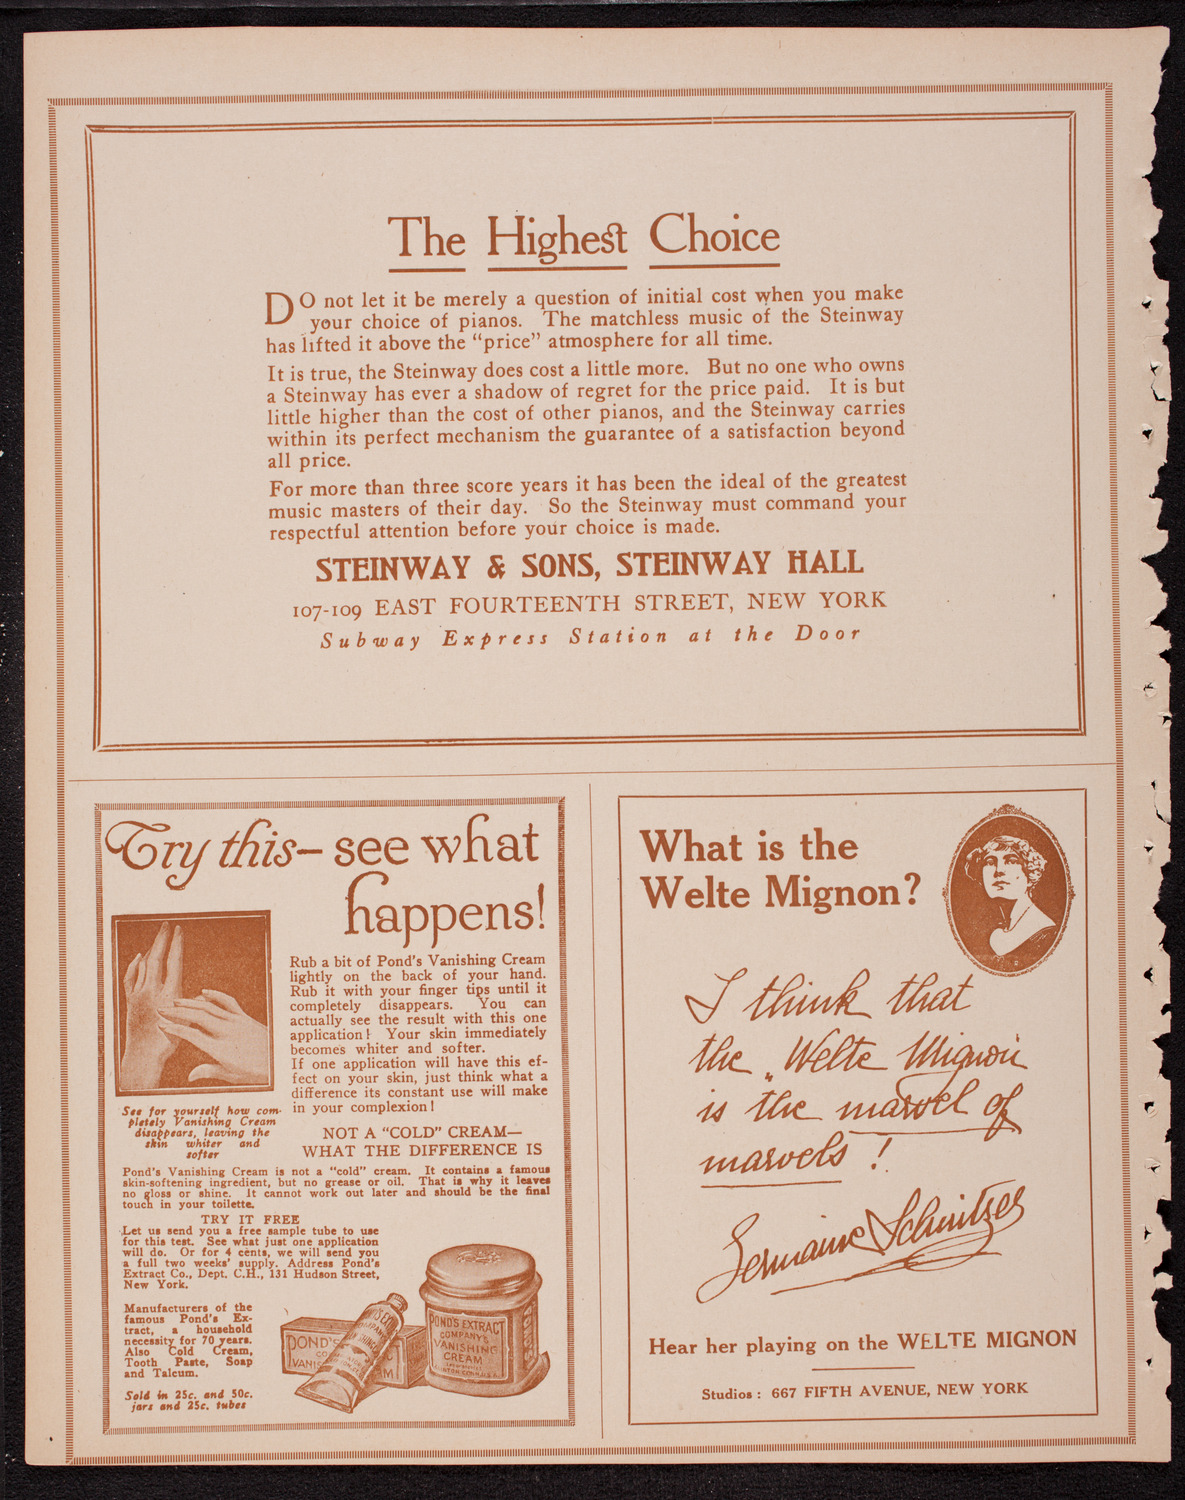 The Highest Choice
DO not let it be merely a question of initial cost when you make
your choice of pianos. The matchless music of the Steinway
has lifted it above the "price" atmosphere for all time.
It is true, the Steinway does cost a little more. But no one who owns
a Steinway has ever a shadow of regret for the price paid. It is but
little higher than the cost of other pianos, and the Steinway carries
within its perfect mechanism the guarantee of a satisfaction beyond
all price.
For more than three score years it has been the ideal of the greatest
music masters of their day. So the Steinway must command your
respectful attention before your choice is made.
STEINWAY & SONS, STEINWAY HALL
107-109 EAST FOURTEENTH STREET, NEW YORK
Subway Express Station at the Door
Try this—see what
happens!
Rub a bit of Pond's Vanishing Cream
lightly on the back of your hand.
Rub it with your finger tips until it
completely disappears. You can
actually see the result with this one
application! Your skin immediately
becomes whiter and softer.
If one application will have this ef-
fect on your skin, just think what a
difference its constant use will make
in your complexion!
See for yourself how com-
pletely Vanishing Cream
disappears, leaving the
skin whiter and
softer
NOT A "COLD" CREAM—
WHAT THE DIFFERENCE IS
Pond's Vanishing Cream is not a "cold" cream. It contains a famous
skin-softening ingredient, but no grease or oil. That is why it leaves
no gloss or shine. It cannot work out later and should be the final
touch in your toilette.
TRY IT FREE
Let us send you a free sample tube to use
for this test. See what just one application
will do. Or for 4 cents, we will send you
a full two weeks' supply. Address Pond's
Extract Co., Dept. C.H., 131 Hudson Street,
New York.
Manufacturers of the
famous Pond's Ex-
tract, a household
necessity for 70 years.
Also Cold Cream,
Tooth Paste, Soap
and Talcum.
Sold in 25c. and 50c.
jars and 25c. tubes
POND'S
VANIS
POND'S EXTRACT
COMPANY'S
VANISHING
CREAM
What is the
Welte Mignon?
I think that
the „Welte Mignon
is the marvel of
marvels!
Germaine Schnitzer
Hear her playing on the WELTE MIGNON
Studios: 667 FIFTH AVENUE, NEW YORK